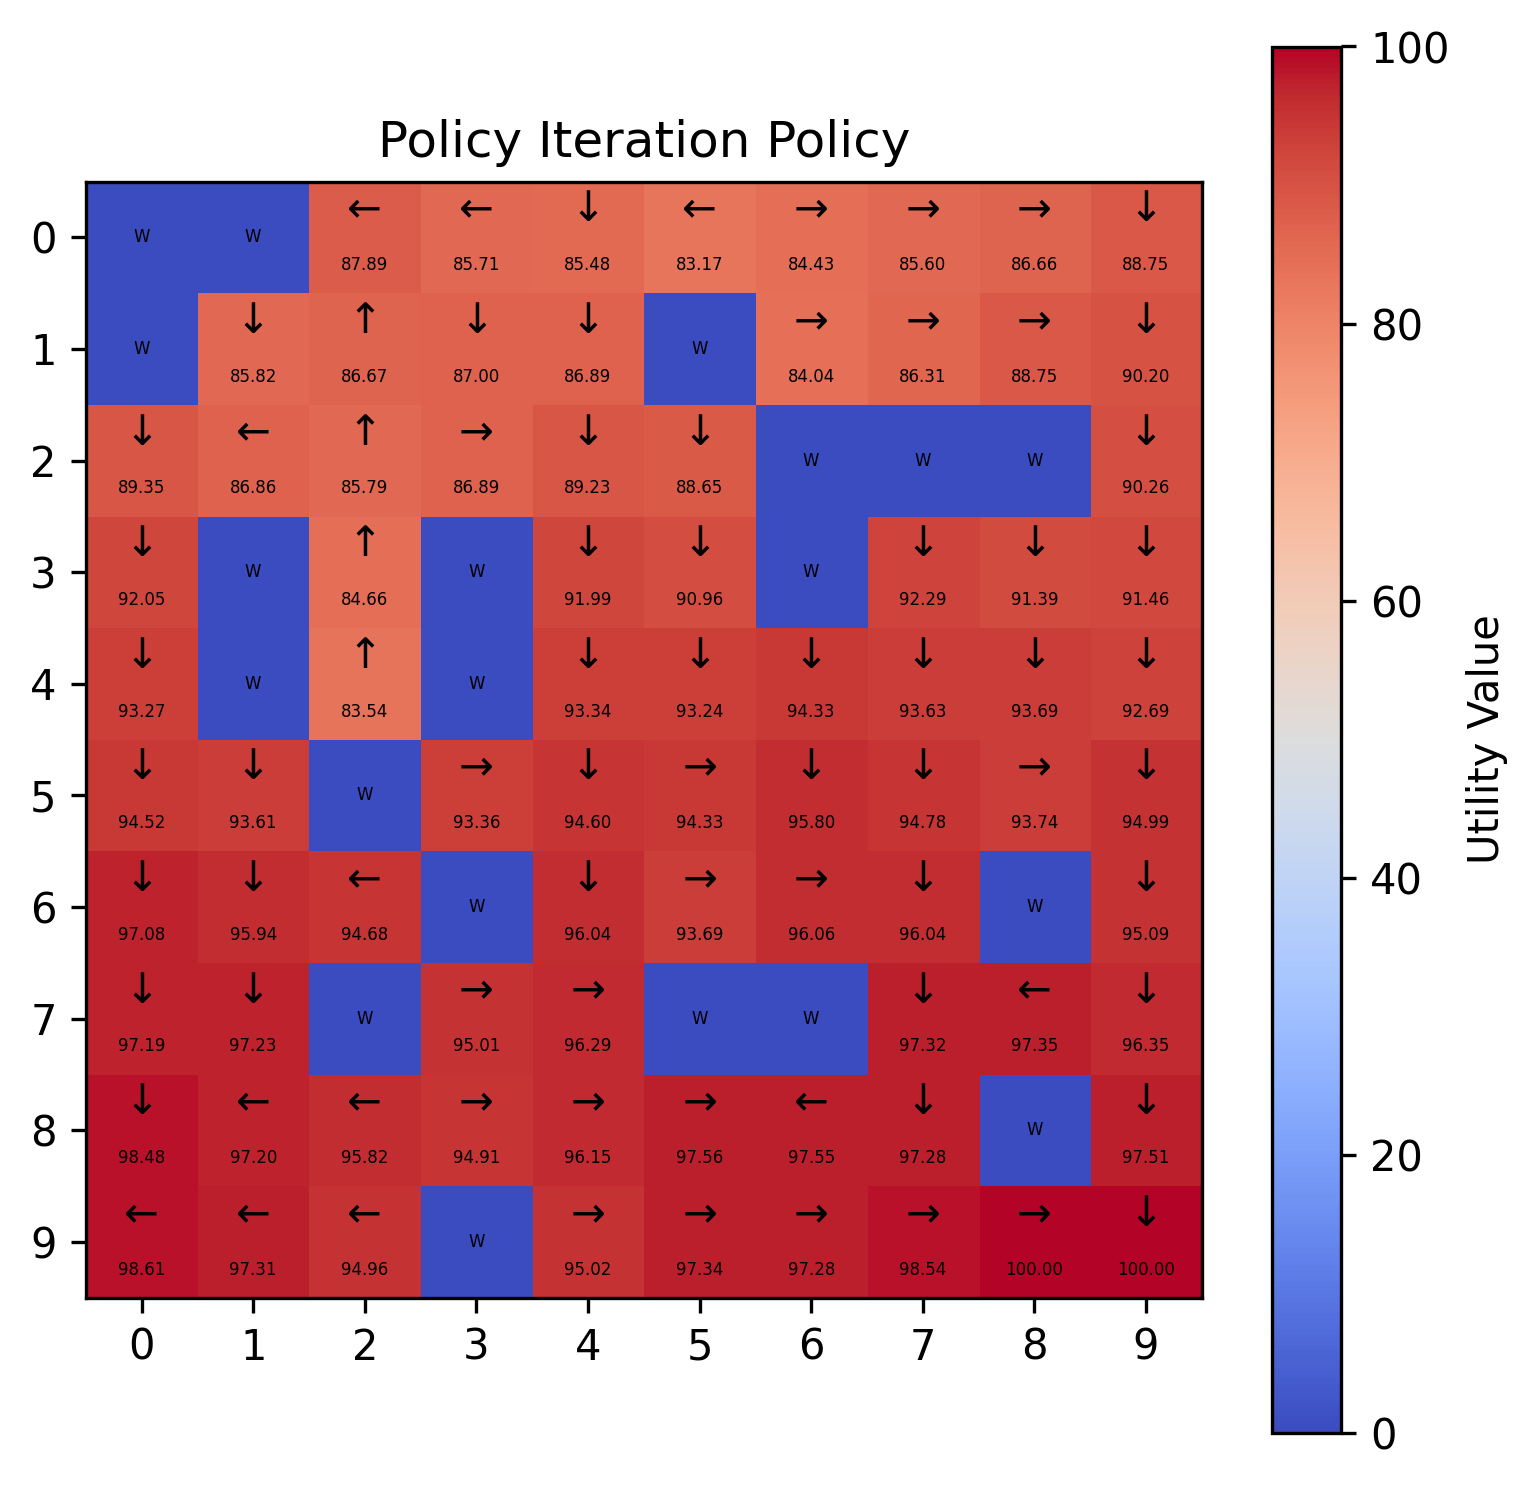 Policy Iteration Policy
0 W W ← ← ↓ ← → → → ↓
87.89 85.71 85.48 83.17 84.43 85.60 86.66 88.75
1 W ↓ ↑ ↓ ↓ W → → → ↓
85.82 86.67 87.00 86.89 84.04 86.31 88.75 90.20
2 ↓ ← ↑ → ↓ ↓ W W W ↓
89.35 86.86 85.79 86.89 89.23 88.65 90.26
3 ↓ W ↑ W ↓ ↓ W ↓ ↓ ↓
92.05 84.66 91.99 90.96 92.29 91.39 91.46
4 ↓ W ↑ W ↓ ↓ ↓ ↓ ↓ ↓
93.27 83.54 93.34 93.24 94.33 93.63 93.69 92.69
5 ↓ ↓ W → ↓ → ↓ ↓ → ↓
94.52 93.61 93.36 94.60 94.33 95.80 94.78 93.74 94.99
6 ↓ ↓ ← W ↓ → → ↓ W ↓
97.08 95.94 94.68 96.04 93.69 96.06 96.04 95.09
7 ↓ ↓ W → → W W ↓ ← ↓
97.19 97.23 95.01 96.29 97.32 97.35 96.35
8 ↓ ← ← → → → ← ↓ W ↓
98.48 97.20 95.82 94.91 96.15 97.56 97.55 97.28 97.51
9 ← ← ← W → → → → → ↓
98.61 97.31 94.96 95.02 97.34 97.28 98.54 100.00 100.00
0 1 2 3 4 5 6 7 8 9
100
80
60
40
20
0
Utility Value